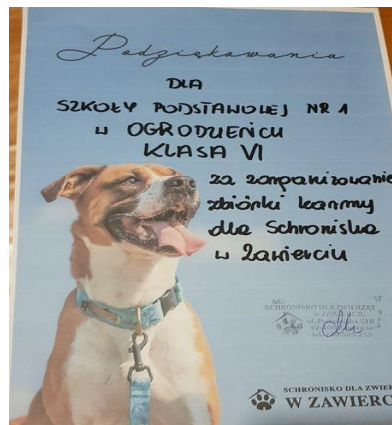 Podziękowania
DLA
SZKOŁY PODSTAWOWEJ NR 1
W OGRODZIEŃCU
KLASA VI
za zorganizowanie
zbiórki karmy
dla Schroniska
w Zawierciu
SCHRONISKO DLA ZWIERZĄT
W ZAWIERCIU
SCHRONISKO DLA ZWIE
W ZAWIERC